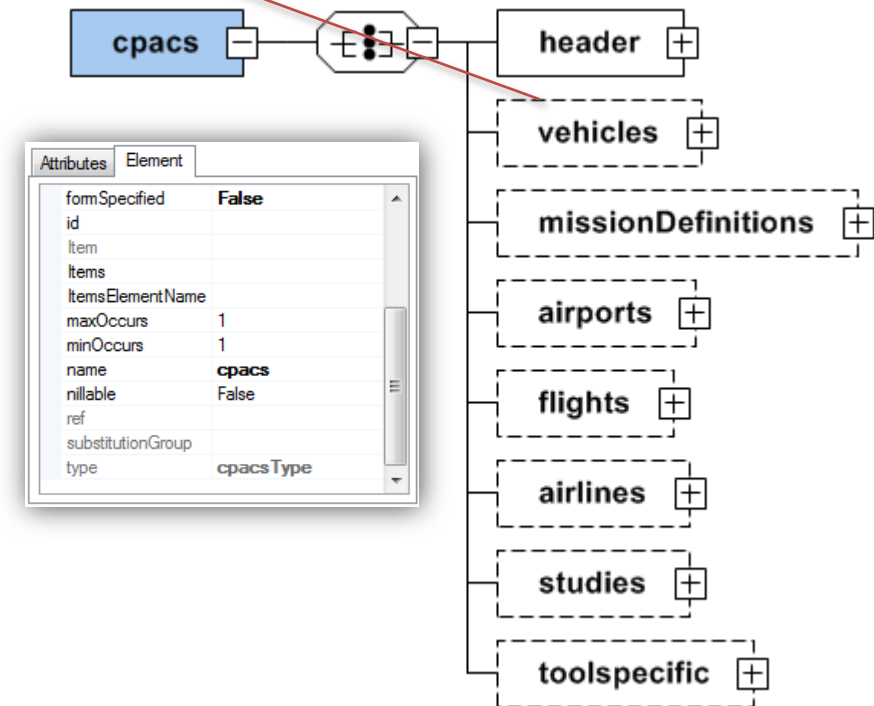 cpacs
header
vehicles
missionDefinitions
airports
flights
airlines
studies
toolspecific
Attributes Element
formSpecified False
id
Item
Items
ItemsElementName
maxOccurs 1
minOccurs 1
name cpacs
nillable False
ref
substitutionGroup
type cpacsType